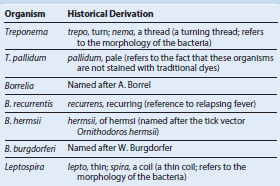 Organism Historical Derivation
Treponema trepo, turn; nema, a thread (a turning thread; refers
to the morphology of the bacteria)
T. pallidum pallidum, pale (refers to the fact that these organisms
are not stained with traditional dyes)
Borrelia Named after A. Borrel
B. recurrentis recurrens, recurring (reference to relapsing fever)
B. hermsii hermsii, of hermsi (named after the tick vector
Ornithodoros hermsii)
B. burgdorferi Named after W. Burgdorfer
Leptospira lepto, thin; spira, a coil (a thin coil; refers to the
morphology of the bacteria)